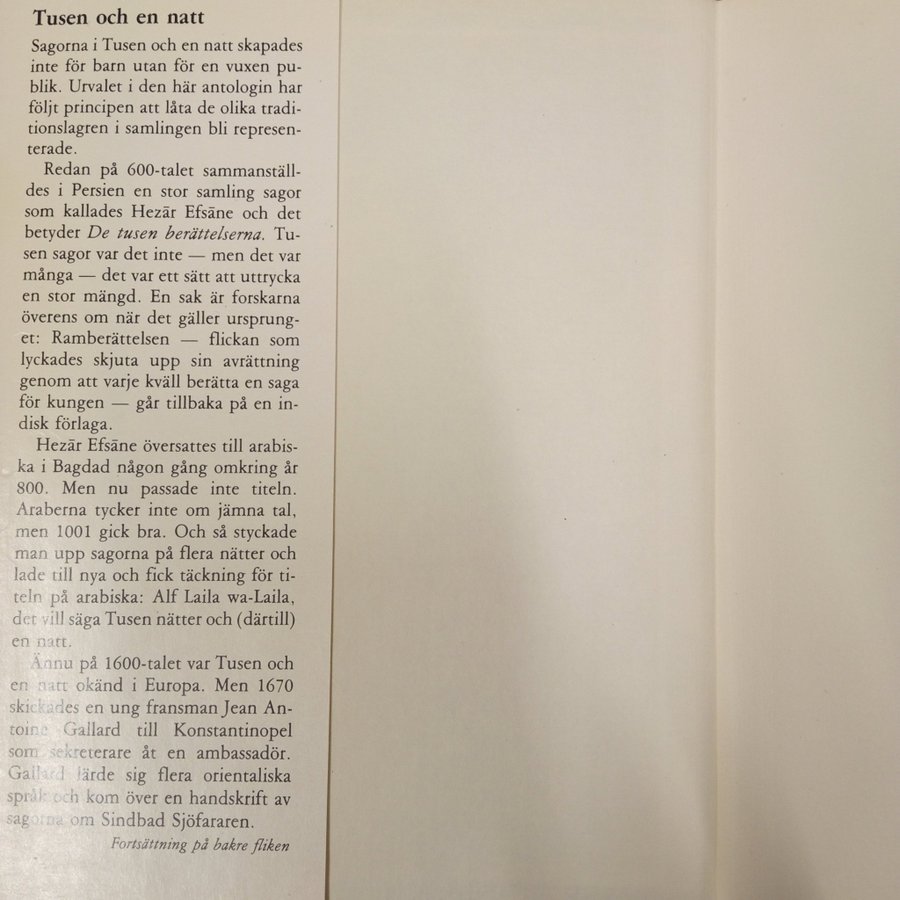 Tusen och en natt
Sagorna i Tusen och en natt skapades
inte för barn utan för en vuxen pu-
blik. Urvalet i den här antologin har
följt principen att låta de olika tradi-
tionslagren i samlingen bli represen-
terade.
Redan på 600-talet sammanställ-
des i Persien en stor samling sagor
som kallades Hezār Efsāne och det
betyder De tusen berättelserna. Tu-
sen sagor var det inte — men det var
många — det var ett sätt att uttrycka
en stor mängd. En sak är forskarna
överens om när det gäller ursprung-
et: Ramberättelsen — flickan som
lyckades skjuta upp sin avrättning
genom att varje kväll berätta en saga
för kungen — går tillbaka på en in-
disk förlaga.
Hezār Efsāne översattes till arabis-
ka i Bagdad någon gång omkring år
800. Men nu passade inte titeln.
Araberna tycker inte om jämna tal,
men 1001 gick bra. Och så styckade
man upp sagorna på flera nätter och
lade till nya och fick täckning för ti-
teln på arabiska: Alf Laila wa-Laila,
det vill säga Tusen nätter och (därtill)
en natt.
Ännu på 1600-talet var Tusen och
en natt okänd i Europa. Men 1670
skickades en ung fransman Jean An-
toine Gallard till Konstantinopel
som sekreterare åt en ambassadör.
Gallard lärde sig flera orientaliska
språk och kom över en handskrift av
sagorna om Sindbad Sjöfararen.
Fortsättning på bakre fliken